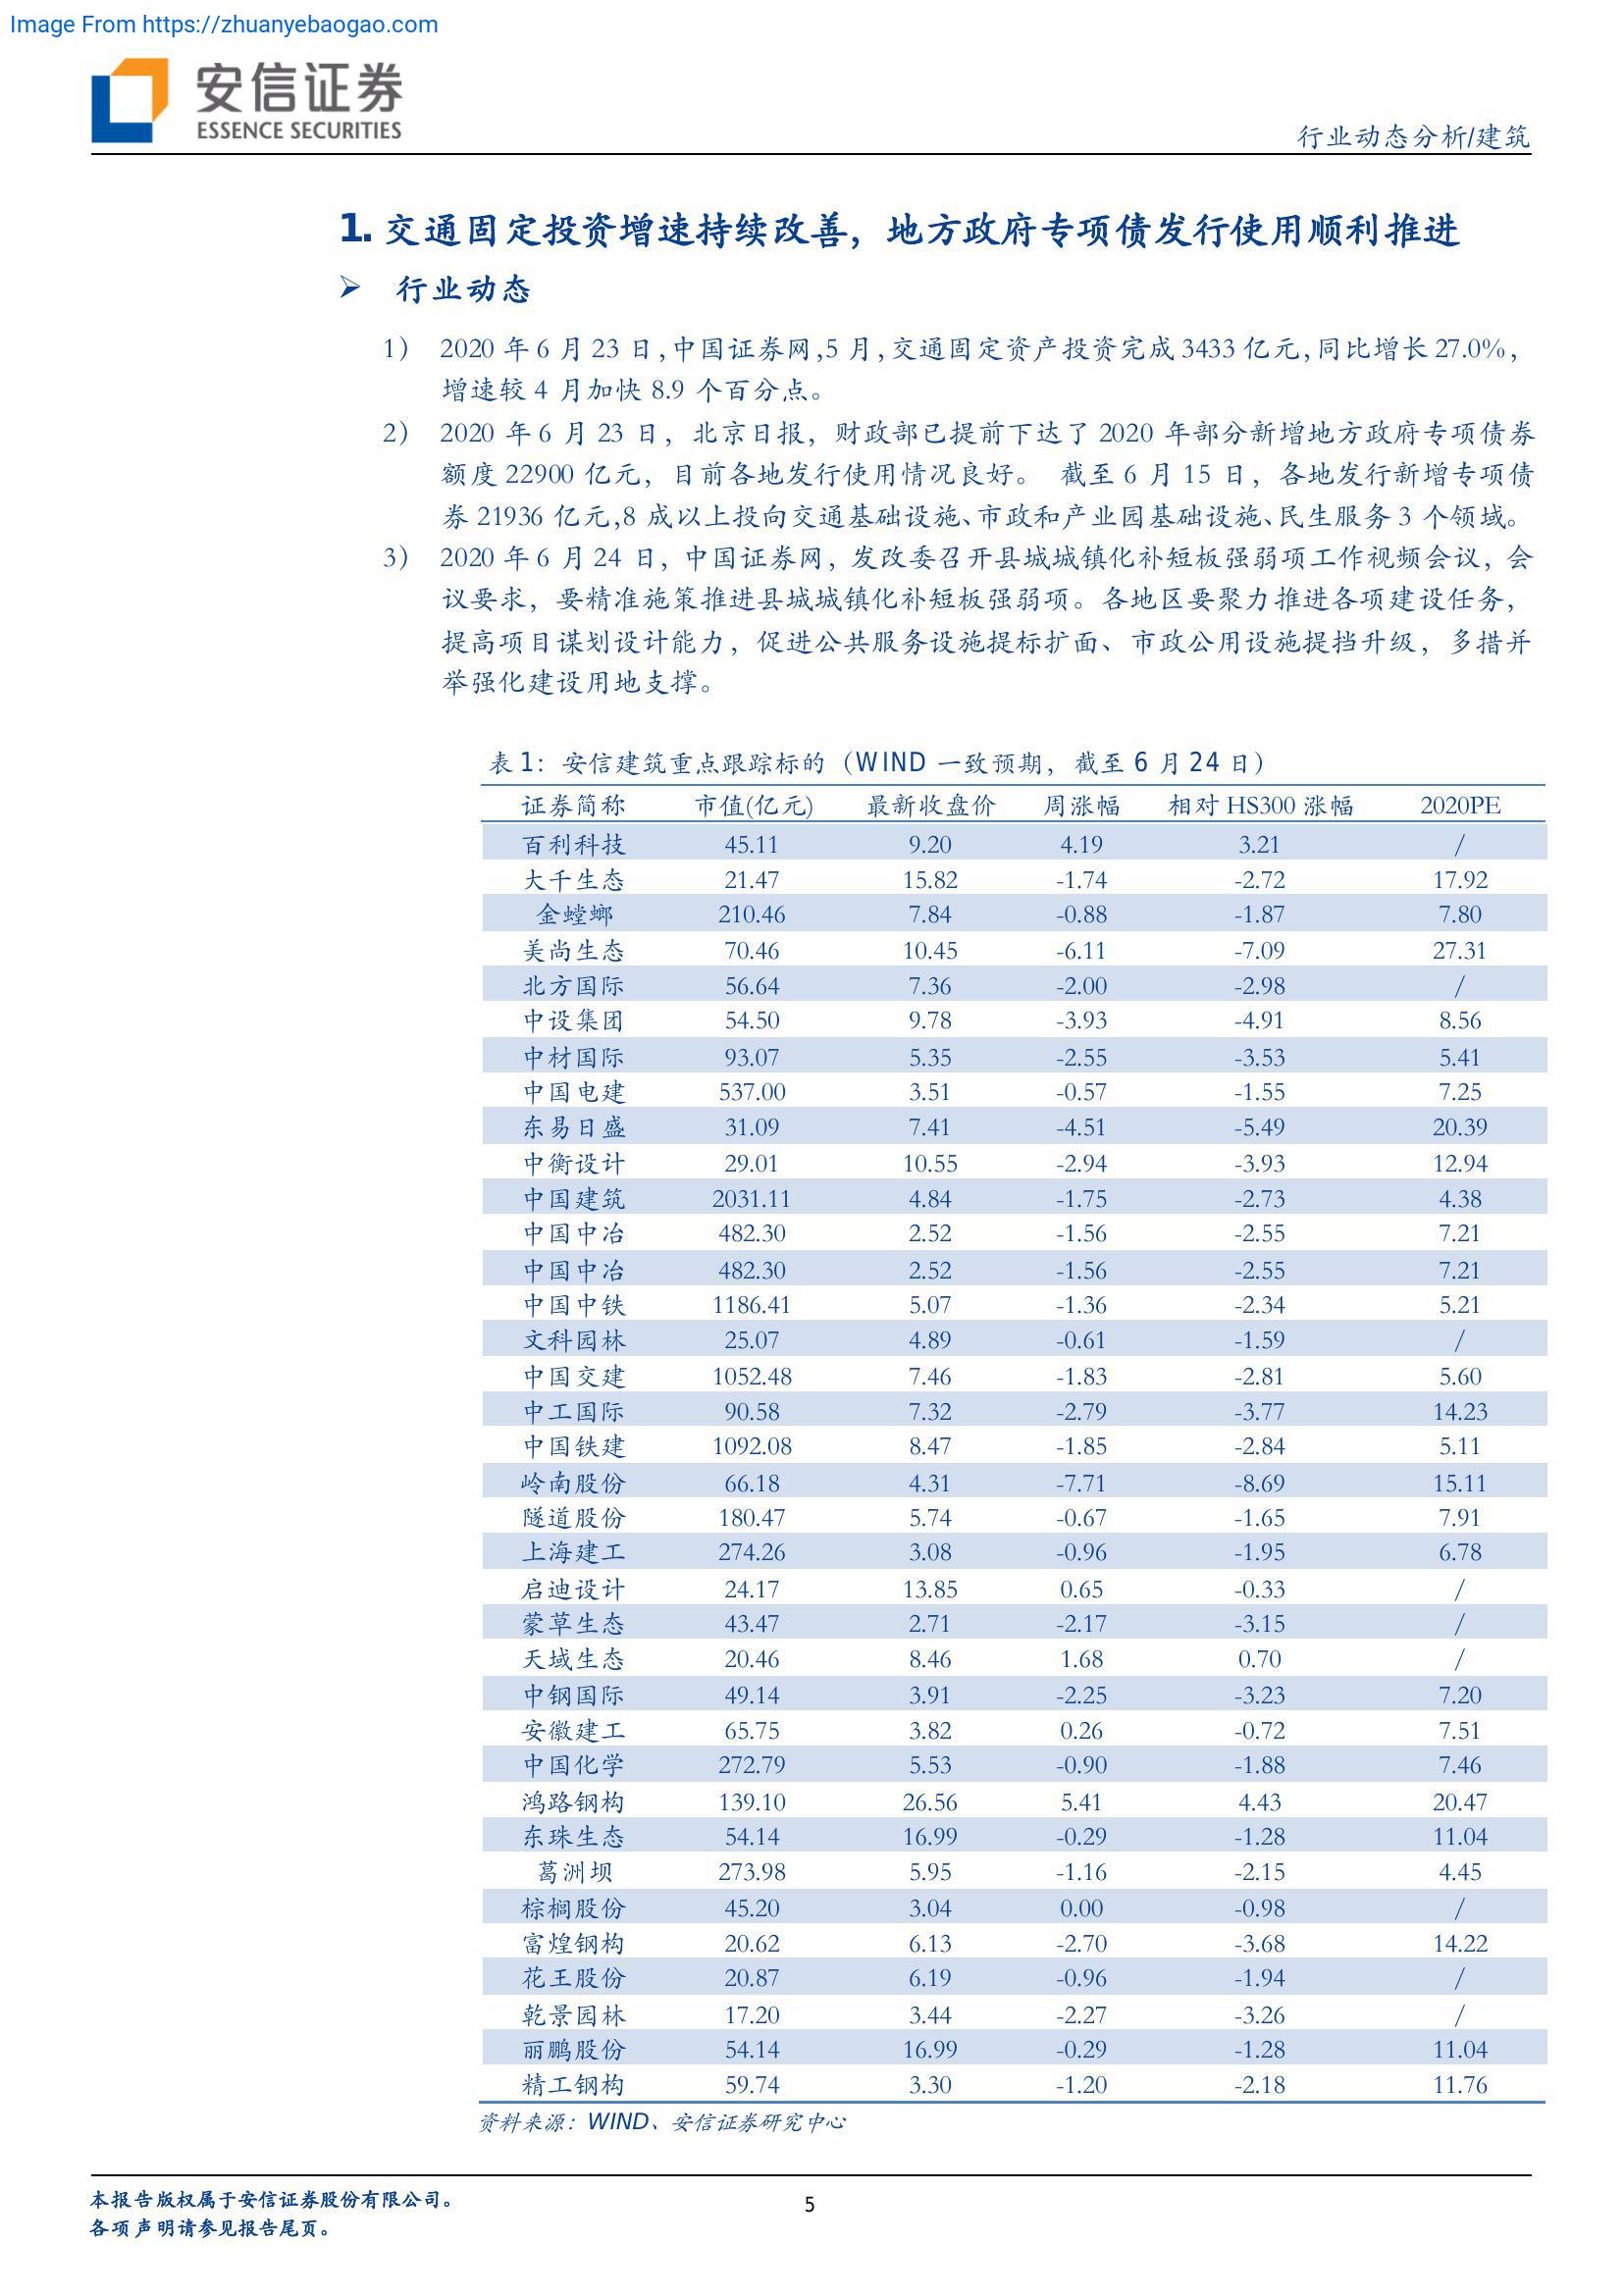 Image From https://zhuanyebaogao.com
安信证券
ESSENCE SECURITIES
行业动态分析/建筑
1. 交通固定投资增速持续改善，地方政府专项债发行使用顺利推进
➢ 行业动态
1） 2020 年 6 月 23 日,中国证券网,5 月,交通固定资产投资完成 3433 亿元,同比增长 27.0%,
增速较 4 月加快 8.9 个百分点。
2） 2020 年 6 月 23 日，北京日报，财政部已提前下达了 2020 年部分新增地方政府专项债券
额度 22900 亿元，目前各地发行使用情况良好。 截至 6 月 15 日，各地发行新增专项债
券 21936 亿元,8 成以上投向交通基础设施、市政和产业园基础设施、民生服务 3 个领域。
3） 2020 年 6 月 24 日，中国证券网，发改委召开县城城镇化补短板强弱项工作视频会议，会
议要求，要精准施策推进县城城镇化补短板强弱项。各地区要聚力推进各项建设任务，
提高项目谋划设计能力，促进公共服务设施提标扩面、市政公用设施提挡升级，多措并
举强化建设用地支撑。
表 1：安信建筑重点跟踪标的（WIND 一致预期，截至 6 月 24 日）
证券简称 市值(亿元) 最新收盘价 周涨幅 相对 HS300 涨幅 2020PE
百利科技 45.11 9.20 4.19 3.21 /
大千生态 21.47 15.82 -1.74 -2.72 17.92
金螳螂 210.46 7.84 -0.88 -1.87 7.80
美尚生态 70.46 10.45 -6.11 -7.09 27.31
北方国际 56.64 7.36 -2.00 -2.98 /
中设集团 54.50 9.78 -3.93 -4.91 8.56
中材国际 93.07 5.35 -2.55 -3.53 5.41
中国电建 537.00 3.51 -0.57 -1.55 7.25
东易日盛 31.09 7.41 -4.51 -5.49 20.39
中衡设计 29.01 10.55 -2.94 -3.93 12.94
中国建筑 2031.11 4.84 -1.75 -2.73 4.38
中国中冶 482.30 2.52 -1.56 -2.55 7.21
中国中冶 482.30 2.52 -1.56 -2.55 7.21
中国中铁 1186.41 5.07 -1.36 -2.34 5.21
文科园林 25.07 4.89 -0.61 -1.59 /
中国交建 1052.48 7.46 -1.83 -2.81 5.60
中工国际 90.58 7.32 -2.79 -3.77 14.23
中国铁建 1092.08 8.47 -1.85 -2.84 5.11
岭南股份 66.18 4.31 -7.71 -8.69 15.11
隧道股份 180.47 5.74 -0.67 -1.65 7.91
上海建工 274.26 3.08 -0.96 -1.95 6.78
启迪设计 24.17 13.85 0.65 -0.33 /
蒙草生态 43.47 2.71 -2.17 -3.15 /
天域生态 20.46 8.46 1.68 0.70 /
中钢国际 49.14 3.91 -2.25 -3.23 7.20
安徽建工 65.75 3.82 0.26 -0.72 7.51
中国化学 272.79 5.53 -0.90 -1.88 7.46
鸿路钢构 139.10 26.56 5.41 4.43 20.47
东珠生态 54.14 16.99 -0.29 -1.28 11.04
葛洲坝 273.98 5.95 -1.16 -2.15 4.45
棕榈股份 45.20 3.04 0.00 -0.98 /
富煌钢构 20.62 6.13 -2.70 -3.68 14.22
花王股份 20.87 6.19 -0.96 -1.94 /
乾景园林 17.20 3.44 -2.27 -3.26 /
丽鹏股份 54.14 16.99 -0.29 -1.28 11.04
精工钢构 59.74 3.30 -1.20 -2.18 11.76
资料来源：WIND、安信证券研究中心
本报告版权属于安信证券股份有限公司。
各项声明请参见报告尾页。
5